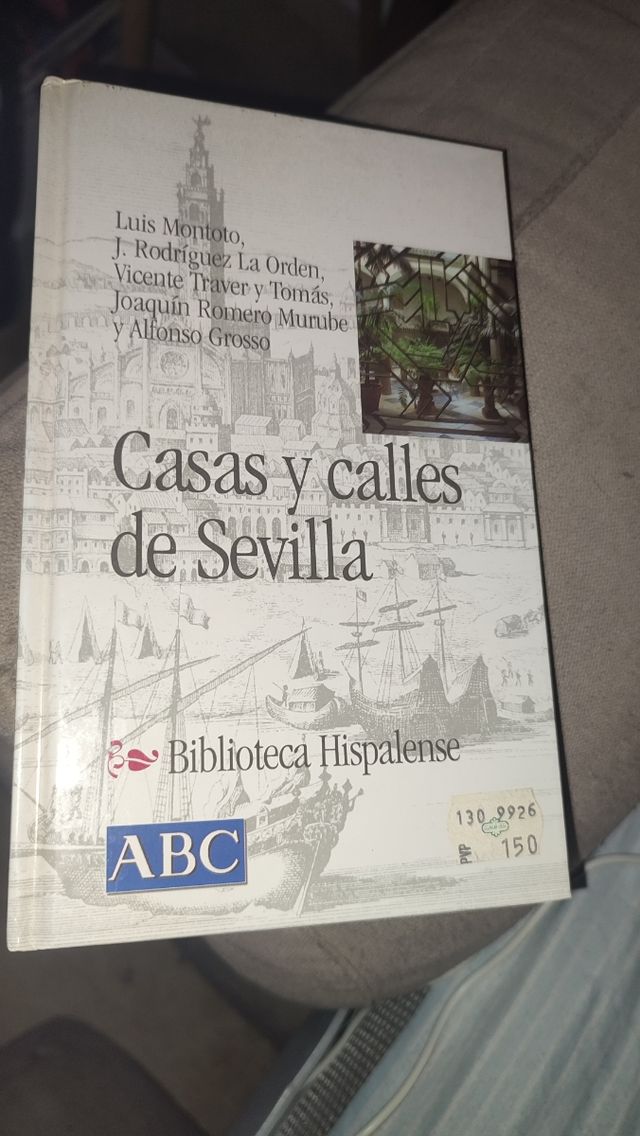 Luis Montoto,
J. Rodríguez La Orden,
Vicente Traver y Tomás,
Joaquín Romero Murube
y Alfonso Grosso
Casas y calles
de Sevilla
Biblioteca Hispalense
ABC
130 9926
PVP 150